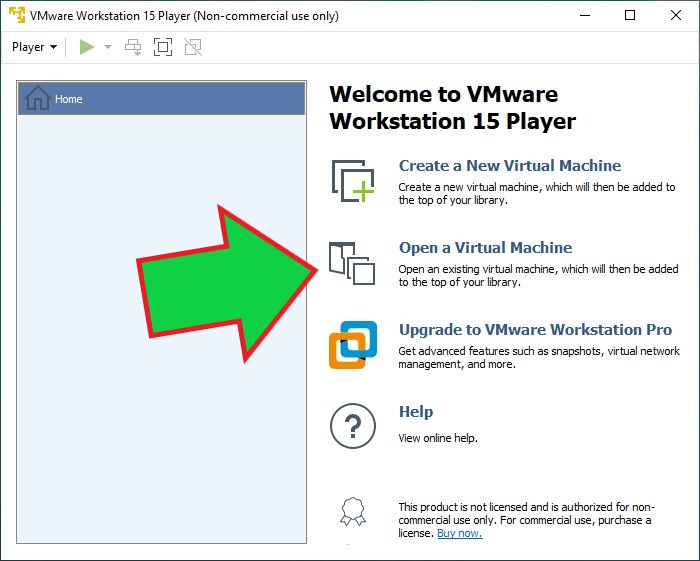 VMware Workstation 15 Player (Non-commercial use only)
Player
Home
Welcome to VMware
Workstation 15 Player
Create a New Virtual Machine
Create a new virtual machine, which will then be added
to the top of your library.
Open a Virtual Machine
Open an existing virtual machine, which will then be added
to the top of your library.
Upgrade to VMware Workstation Pro
Get advanced features such as snapshots, virtual network
management, and more.
?
Help
View online help.
This product is not licensed and is authorized for non-
commercial use only. For commercial use, purchase a
license. Buy now.